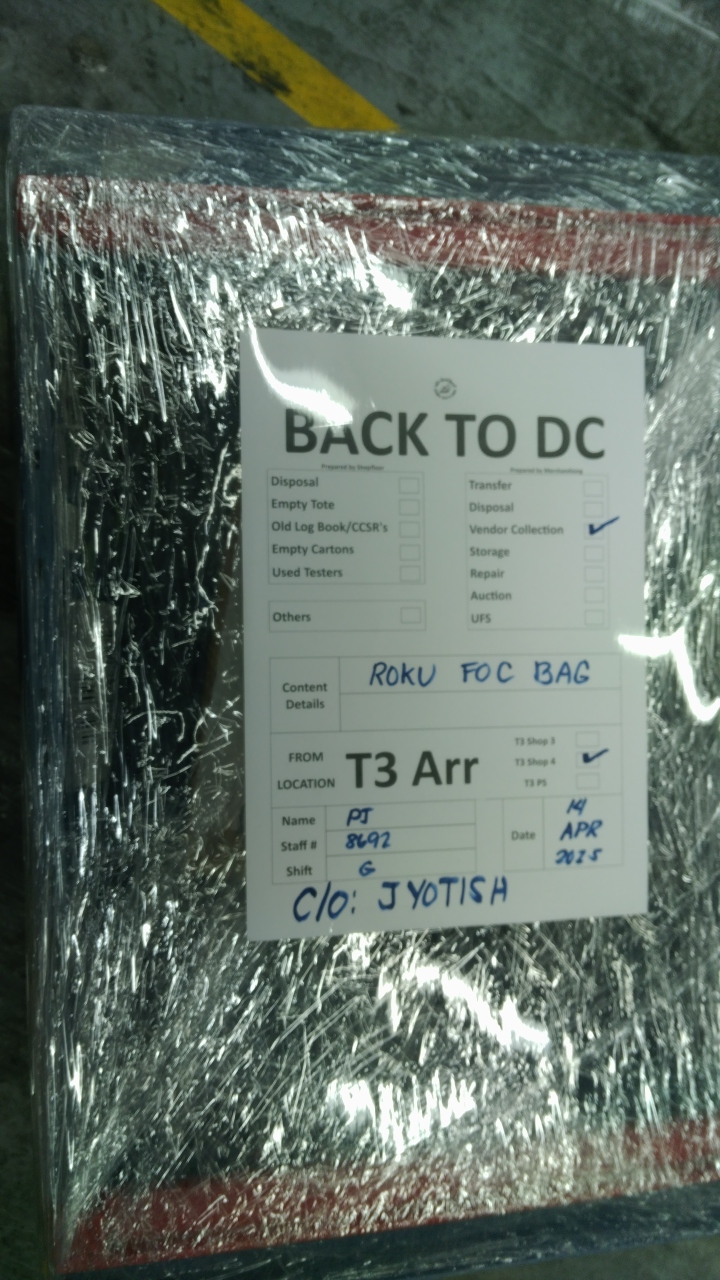 BACK TO DC
Prepared by Shopfloor
Disposal
Empty Tote
Old Log Book/CCSR's
Empty Cartons
Used Testers
Others
Prepared by Merchandising
Transfer
Disposal
Vendor Collection
Storage
Repair
Auction
UFS
Content Details
ROKU FOC BAG
FROM LOCATION
T3 Arr
T3 Shop 3
T3 Shop 4
T3 PS
Name PJ
Staff # 8692
Shift G
Date
14
APR
2025
C/O: JYOTISH